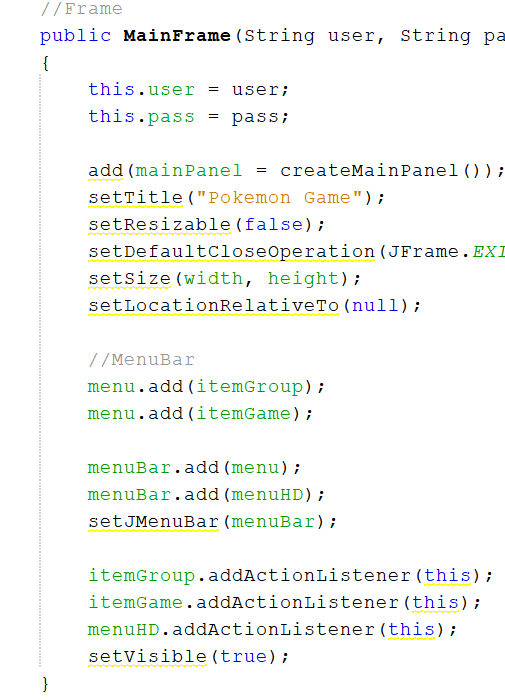 //Frame
public MainFrame(String user, String pa
{
this.user = user;
this.pass = pass;
add(mainPanel = createMainPanel());
setTitle("Pokemon Game");
setResizable(false);
setDefaultCloseOperation(JFrame.EXI
setSize(width, height);
setLocationRelativeTo(null);
//MenuBar
menu.add(itemGroup);
menu.add(itemGame);
menuBar.add(menu);
menuBar.add(menuHD);
setJMenuBar(menuBar);
itemGroup.addActionListener(this);
itemGame.addActionListener(this);
menuHD.addActionListener(this);
setVisible(true);
}